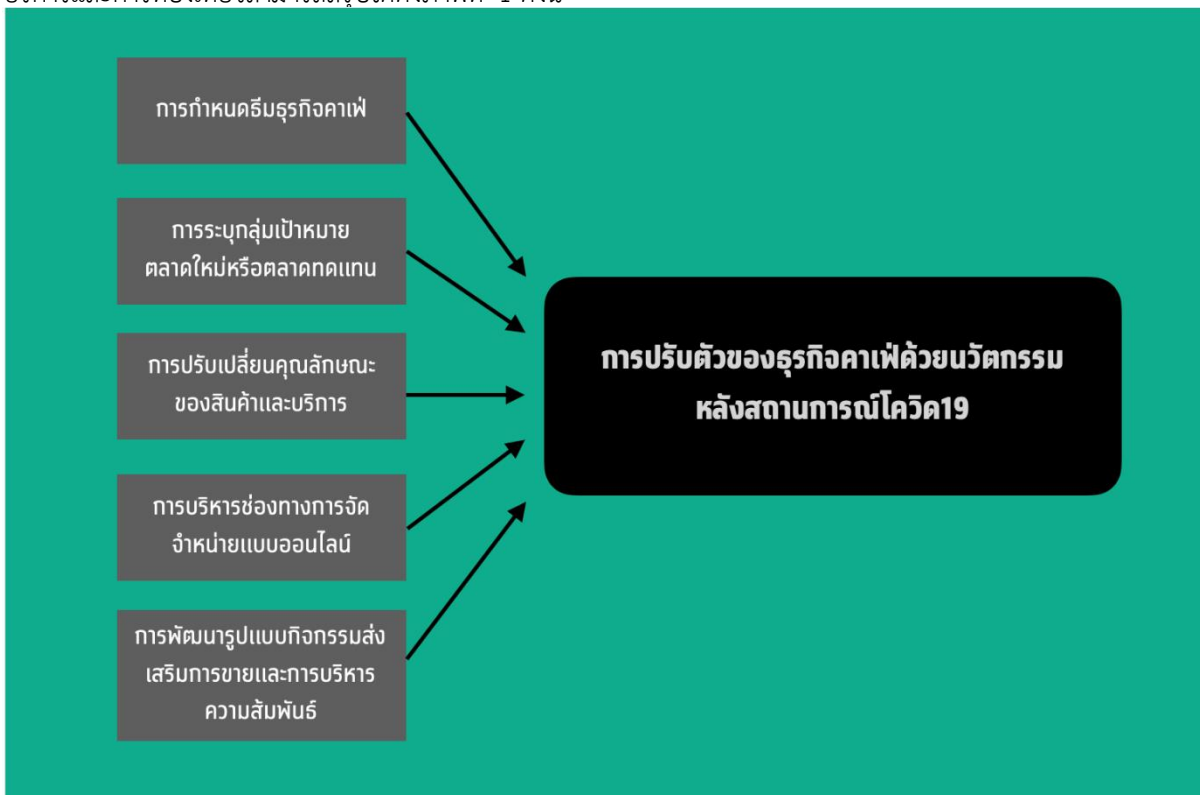 การกำหนดธีมธุรกิจคาเฟ่
การระบุกลุ่มเป้าหมาย
ตลาดใหม่หรือตลาดทดแทน
การปรับเปลี่ยนคุณลักษณะ
ของสินค้าและบริการ
การบริหารช่องทางการจัด
จำหน่ายแบบออนไลน์
การพัฒนารูปแบบกิจกรรมส่ง
เสริมการขายและการบริหาร
ความสัมพันธ์
การปรับตัวของธุรกิจคาเฟ่ด้วยนวัตกรรม
หลังสถานการณ์โควิด19